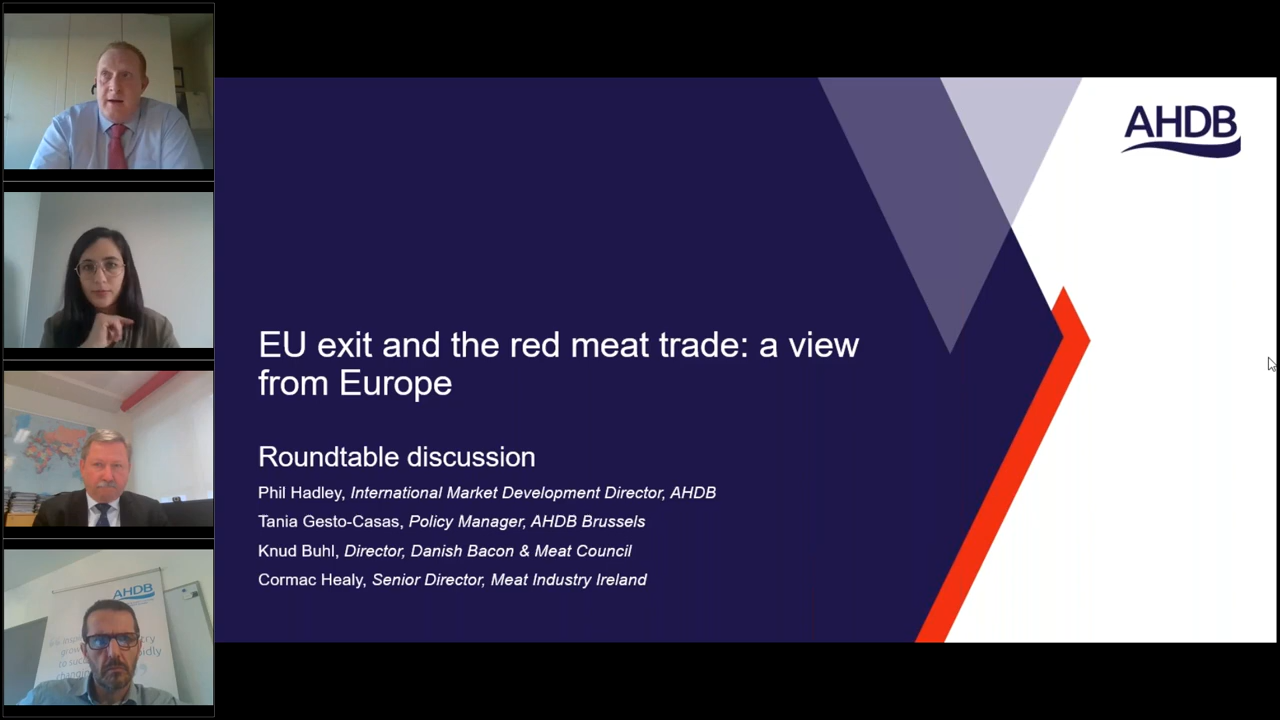 AHDB
EU exit and the red meat trade: a view
from Europe
Roundtable discussion
Phil Hadley, International Market Development Director, AHDB
Tania Gesto-Casas, Policy Manager, AHDB Brussels
Knud Buhl, Director, Danish Bacon & Meat Council
Cormac Healy, Senior Director, Meat Industry Ireland
AHDB